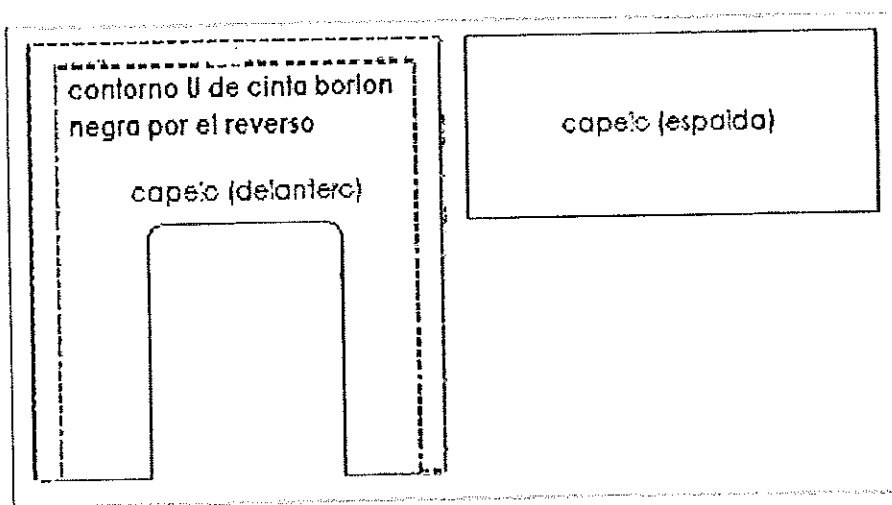 contorno U de cinta borlon
negra por el reverso
capelo (delantero)
capelo (espalda)